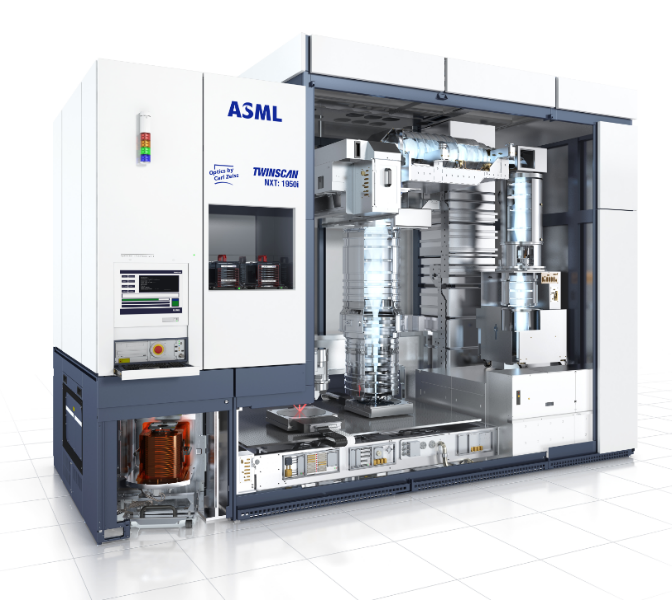 ASML
Optics by
Carl Zeiss
TWINSCAN
NXT: 1950i